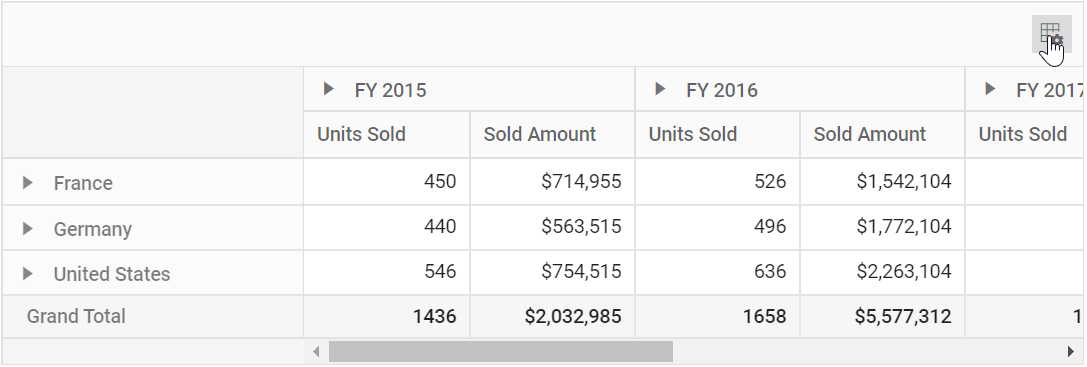 FY 2015 FY 2016 FY 2017
Units Sold Sold Amount Units Sold Sold Amount Units Sold
France 450 $714,955 526 $1,542,104
Germany 440 $563,515 496 $1,772,104
United States 546 $754,515 636 $2,263,104
Grand Total 1436 $2,032,985 1658 $5,577,312 1